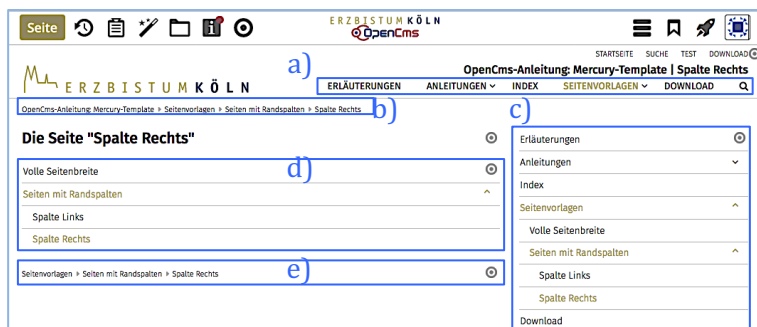 Seite
ERZBISTUM KÖLN
OpenCms
STARTSEITE SUCHE TEST DOWNLOAD
a)
OpenCms-Anleitung: Mercury-Template | Spalte Rechts
ERZBISTUM KÖLN
ERLÄUTERUNGEN ANLEITUNGEN INDEX SEITENVORLAGEN DOWNLOAD
OpenCms-Anleitung: Mercury-Template Seitenvorlagen Seiten mit Randspalten Spalte Rechts
b)
c)
Die Seite "Spalte Rechts"
d)
Volle Seitenbreite
Seiten mit Randspalten
Spalte Links
Spalte Rechts
e)
Seitenvorlagen Seiten mit Randspalten Spalte Rechts
Erläuterungen
Anleitungen
Index
Seitenvorlagen
Volle Seitenbreite
Seiten mit Randspalten
Spalte Links
Spalte Rechts
Download